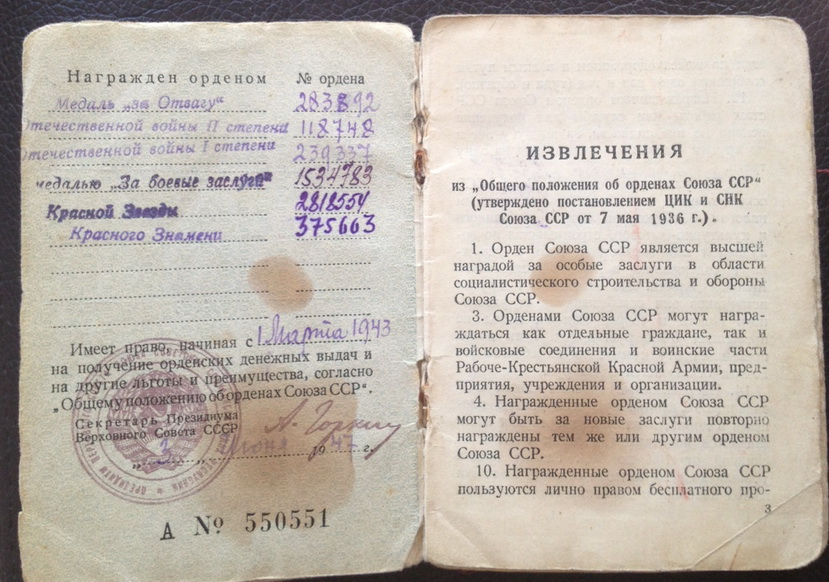 Награжден орденом № ордена
Медаль „за Отвагу“ 283892
Отечественной войны II степени 118748
Отечественной войны I степени 239337
медалью „За боевые заслуги“ 1534783
Красной Звезды 2818554
Красного Знамени 375663
Имеет право, начиная с 1 Марта 1943
на получение орденских денежных выдач и
на другие льготы и преимущества, согласно
„Общему положению об орденах Союза ССР“.
Секретарь Президиума
Верховного Совета СССР
А. Горкин
„3“ Июня 1947 г.
А № 550551
ИЗВЛЕЧЕНИЯ
из „Общего положения об орденах Союза ССР“
(утверждено постановлением ЦИК и СНК
Союза ССР от 7 мая 1936 г.).
1. Орден Союза ССР является высшей
наградой за особые заслуги в области
социалистического строительства и обороны
Союза ССР.
3. Орденами Союза ССР могут награ-
ждаться как отдельные граждане, так и
войсковые соединения и воинские части
Рабоче-Крестьянской Красной Армии, пред-
приятия, учреждения и организации.
4. Награжденные орденом Союза ССР
могут быть за новые заслуги повторно
награждены тем же или другим орденом
Союза ССР.
10. Награжденные орденом Союза ССР
пользуются лично правом бесплатного про-
3